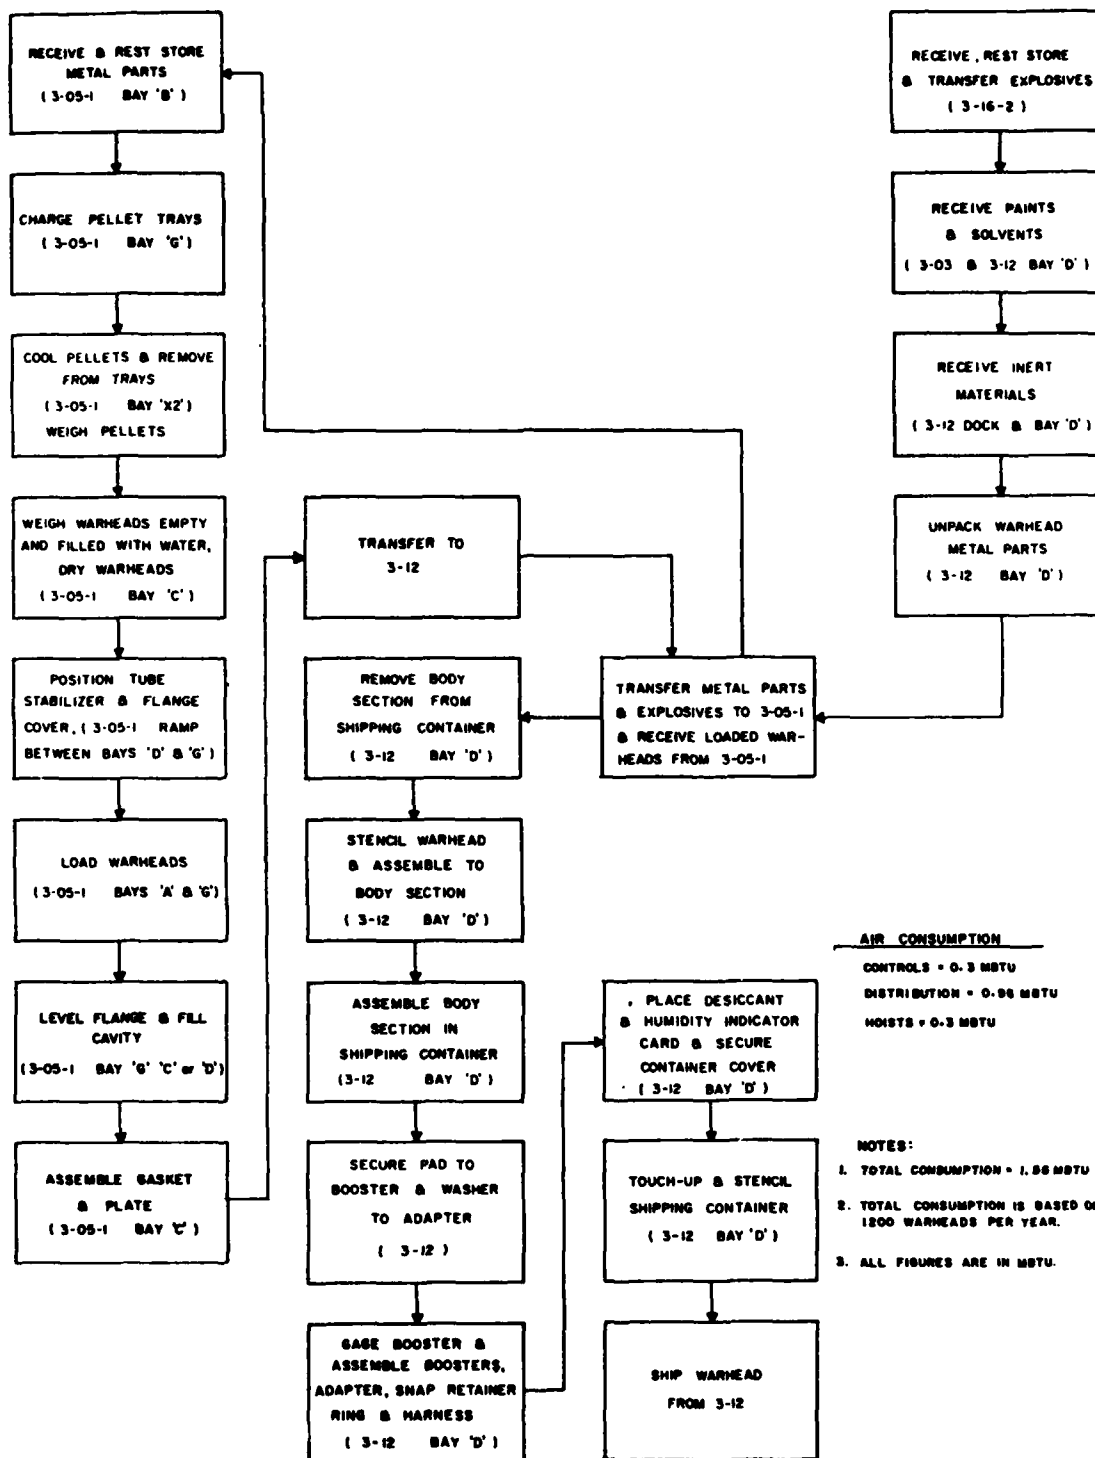 RECEIVE & REST STORE
METAL PARTS
( 3-05-1 BAY 'B' )
CHARGE PELLET TRAYS
( 3-05-1 BAY 'G' )
COOL PELLETS & REMOVE
FROM TRAYS
( 3-05-1 BAY 'X2' )
WEIGH PELLETS
WEIGH WARHEADS EMPTY
AND FILLED WITH WATER,
DRY WARHEADS
( 3-05-1 BAY 'C' )
POSITION TUBE
STABILIZER & FLANGE
COVER, ( 3-05-1 RAMP
BETWEEN BAYS 'D' & 'G' )
LOAD WARHEADS
( 3-05-1 BAYS 'A' & 'G' )
LEVEL FLANGE & FILL
CAVITY
(3-05-1 BAY 'G' 'C' or 'D')
ASSEMBLE GASKET
& PLATE
( 3-05-1 BAY 'C' )
TRANSFER TO
3-12
REMOVE BODY
SECTION FROM
SHIPPING CONTAINER
( 3-12 BAY 'D' )
STENCIL WARHEAD
& ASSEMBLE TO
BODY SECTION
( 3-12 BAY 'D' )
ASSEMBLE BODY
SECTION IN
SHIPPING CONTAINER
(3-12 BAY 'D' )
SECURE PAD TO
BOOSTER & WASHER
TO ADAPTER
( 3-12 )
GAGE BOOSTER &
ASSEMBLE BOOSTERS,
ADAPTER, SNAP RETAINER
RING & HARNESS
( 3-12 BAY 'D' )
TRANSFER METAL PARTS
& EXPLOSIVES TO 3-05-1
& RECEIVE LOADED WAR-
HEADS FROM 3-05-1
, PLACE DESICCANT
& HUMIDITY INDICATOR
CARD & SECURE
CONTAINER COVER
( 3-12 BAY 'D' )
TOUCH-UP & STENCIL
SHIPPING CONTAINER
( 3-12 BAY 'D' )
SHIP WARHEAD
FROM 3-12
RECEIVE, REST STORE
& TRANSFER EXPLOSIVES
( 3-16-2 )
RECEIVE PAINTS
& SOLVENTS
( 3-03 & 3-12 BAY 'D' )
RECEIVE INERT
MATERIALS
( 3-12 DOCK & BAY 'D' )
UNPACK WARHEAD
METAL PARTS
( 3-12 BAY 'D' )
AIR CONSUMPTION
CONTROLS = 0.3 MBTU
DISTRIBUTION = 0.96 MBTU
HOISTS = 0.3 MBTU
NOTES:
1. TOTAL CONSUMPTION = 1.56 MBTU
2. TOTAL CONSUMPTION IS BASED ON
1200 WARHEADS PER YEAR.
3. ALL FIGURES ARE IN MBTU.